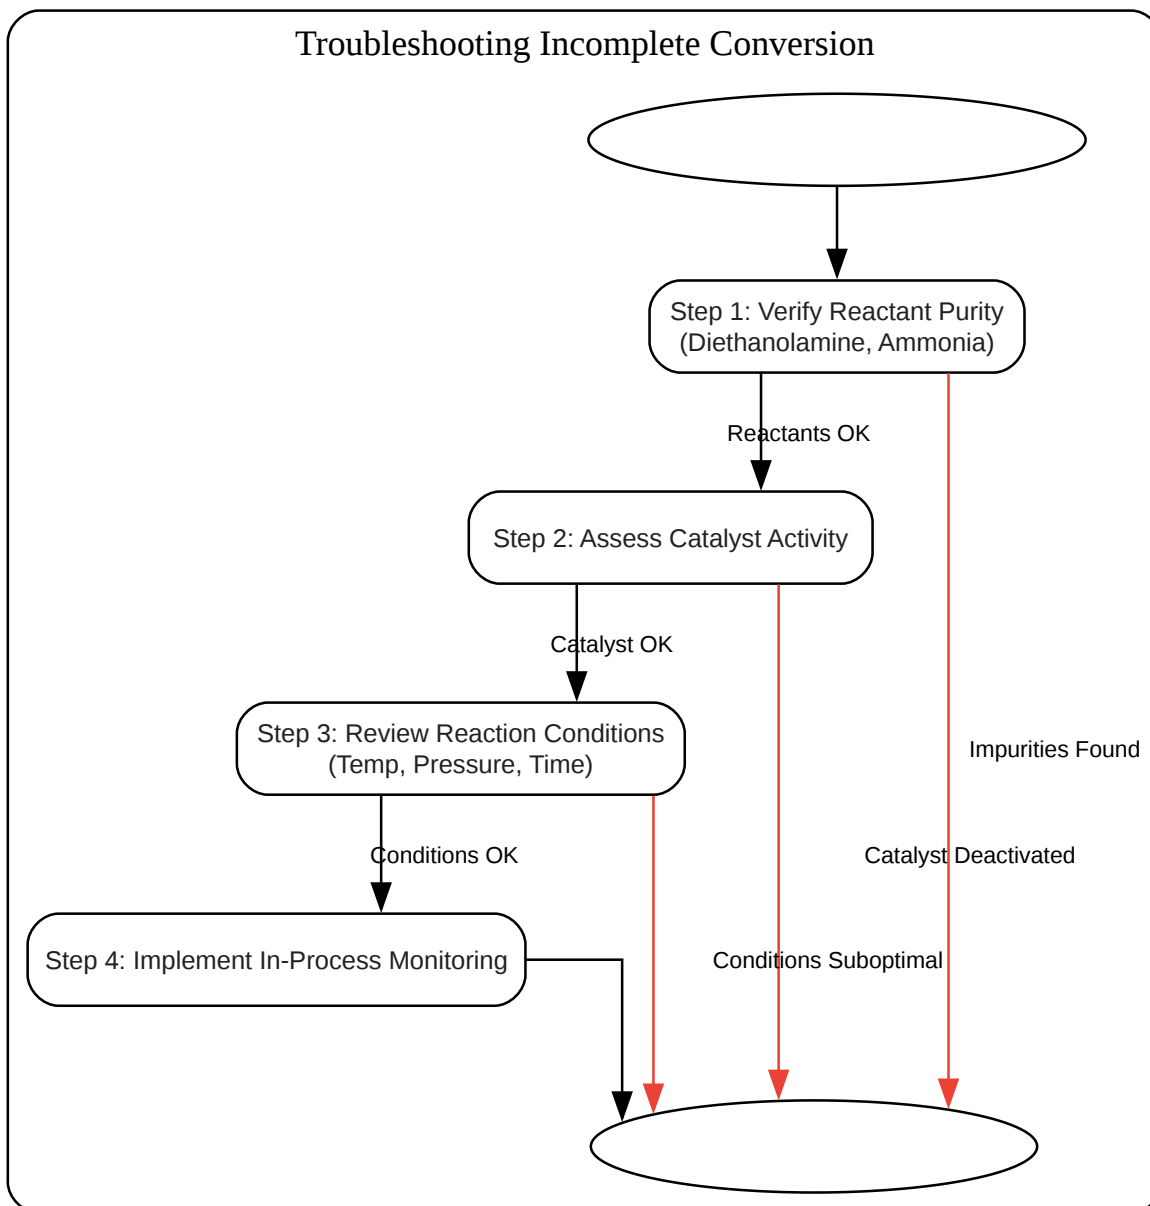 Troubleshooting Incomplete Conversion
Step 1: Verify Reactant Purity
(Diethanolamine, Ammonia)
Reactants OK
Step 2: Assess Catalyst Activity
Catalyst OK
Step 3: Review Reaction Conditions
(Temp, Pressure, Time)
Impurities Found
Conditions OK
Catalyst Deactivated
Step 4: Implement In-Process Monitoring
Conditions Suboptimal